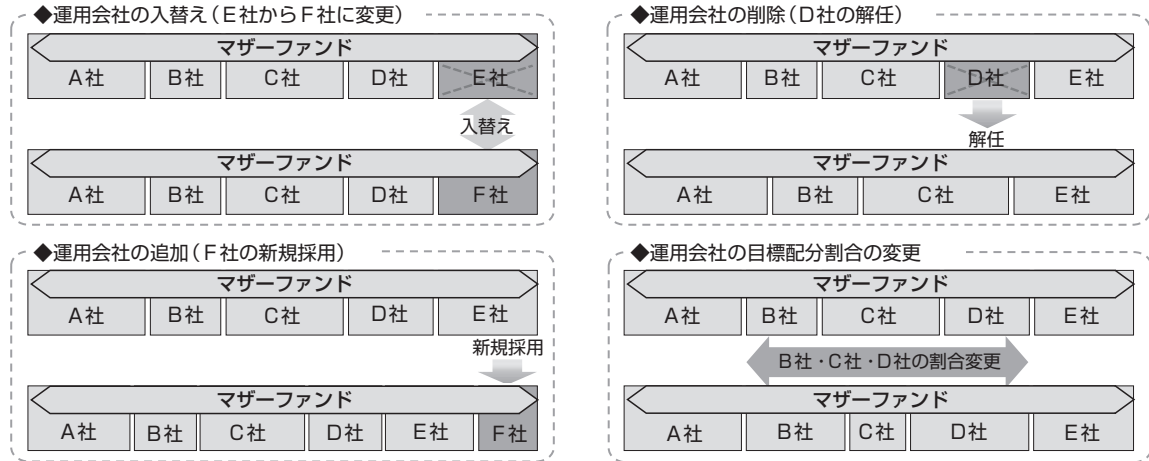 ◆運用会社の入替え(E社からF社に変更)
マザーファンド
A社 B社 C社 D社 E社
入替え
マザーファンド
A社 B社 C社 D社 F社
◆運用会社の削除(D社の解任)
マザーファンド
A社 B社 C社 D社 E社
解任
マザーファンド
A社 B社 C社 E社
◆運用会社の追加(F社の新規採用)
マザーファンド
A社 B社 C社 D社 E社
新規採用
マザーファンド
A社 B社 C社 D社 E社 F社
◆運用会社の目標配分割合の変更
マザーファンド
A社 B社 C社 D社 E社
B社・C社・D社の割合変更
マザーファンド
A社 B社 C社 D社 E社